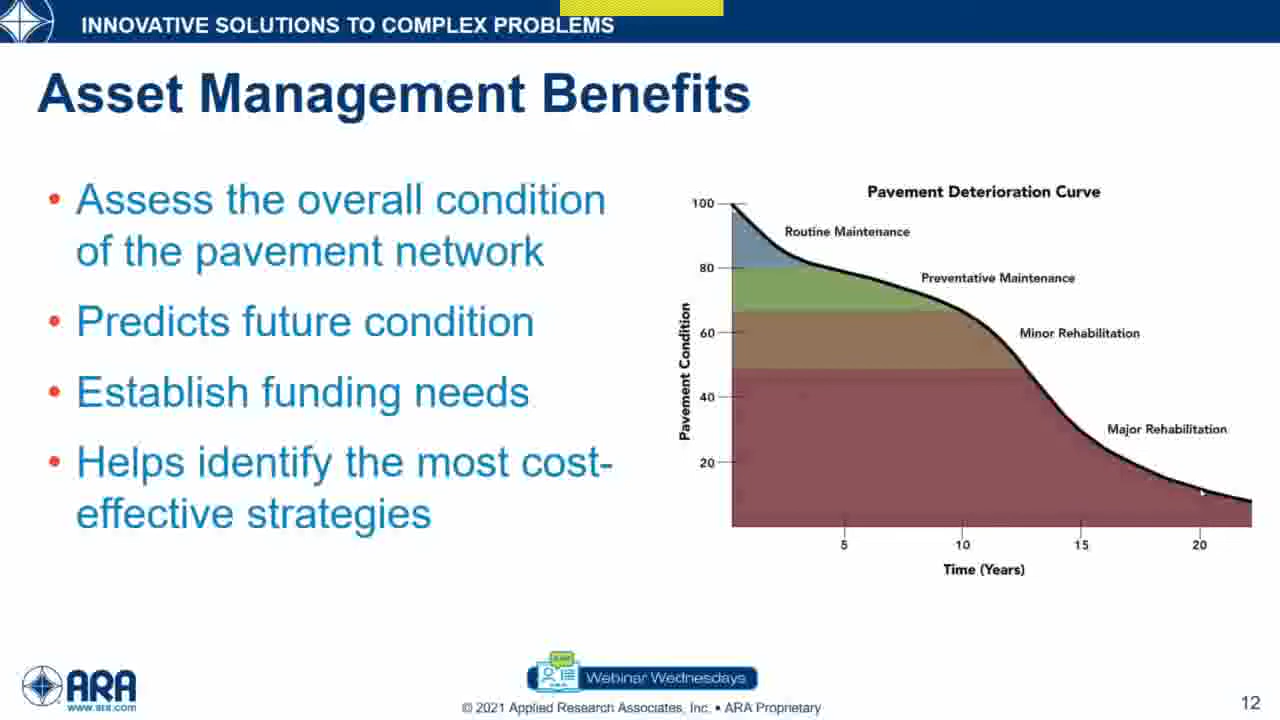 INNOVATIVE SOLUTIONS TO COMPLEX PROBLEMS
Asset Management Benefits
• Assess the overall condition
of the pavement network
• Predicts future condition
• Establish funding needs
• Helps identify the most cost-
effective strategies
Pavement Deterioration Curve
100
80
60
40
20
Pavement Condition
Routine Maintenance
Preventative Maintenance
Minor Rehabilitation
Major Rehabilitation
5
10
15
20
Time (Years)
ARA
www.ara.com
Webinar Wednesdays
© 2021 Applied Research Associates, Inc. • ARA Proprietary
12